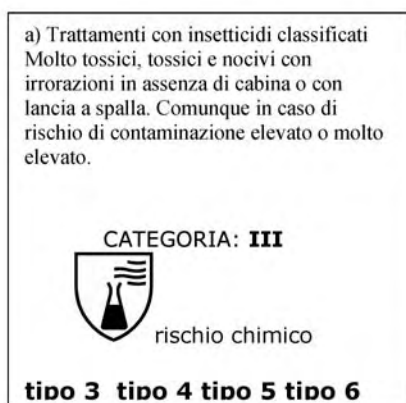 a) Trattamenti con insetticidi classificati
Molto tossici, tossici e nocivi con
irrorazioni in assenza di cabina o con
lancia a spalla. Comunque in caso di
rischio di contaminazione elevato o molto
elevato.
CATEGORIA: III
rischio chimico
tipo 3 tipo 4 tipo 5 tipo 6